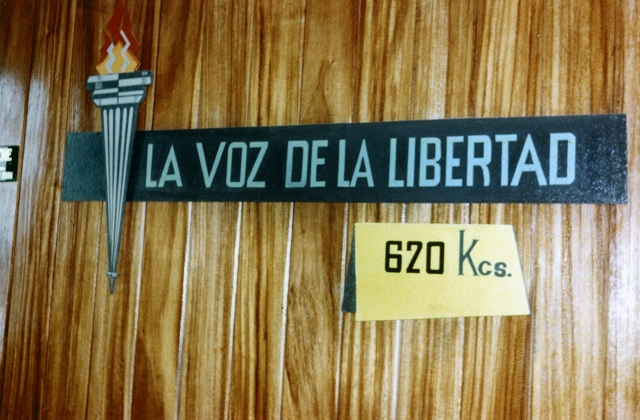 LA VOZ DE LA LIBERTAD
620 Kcs.